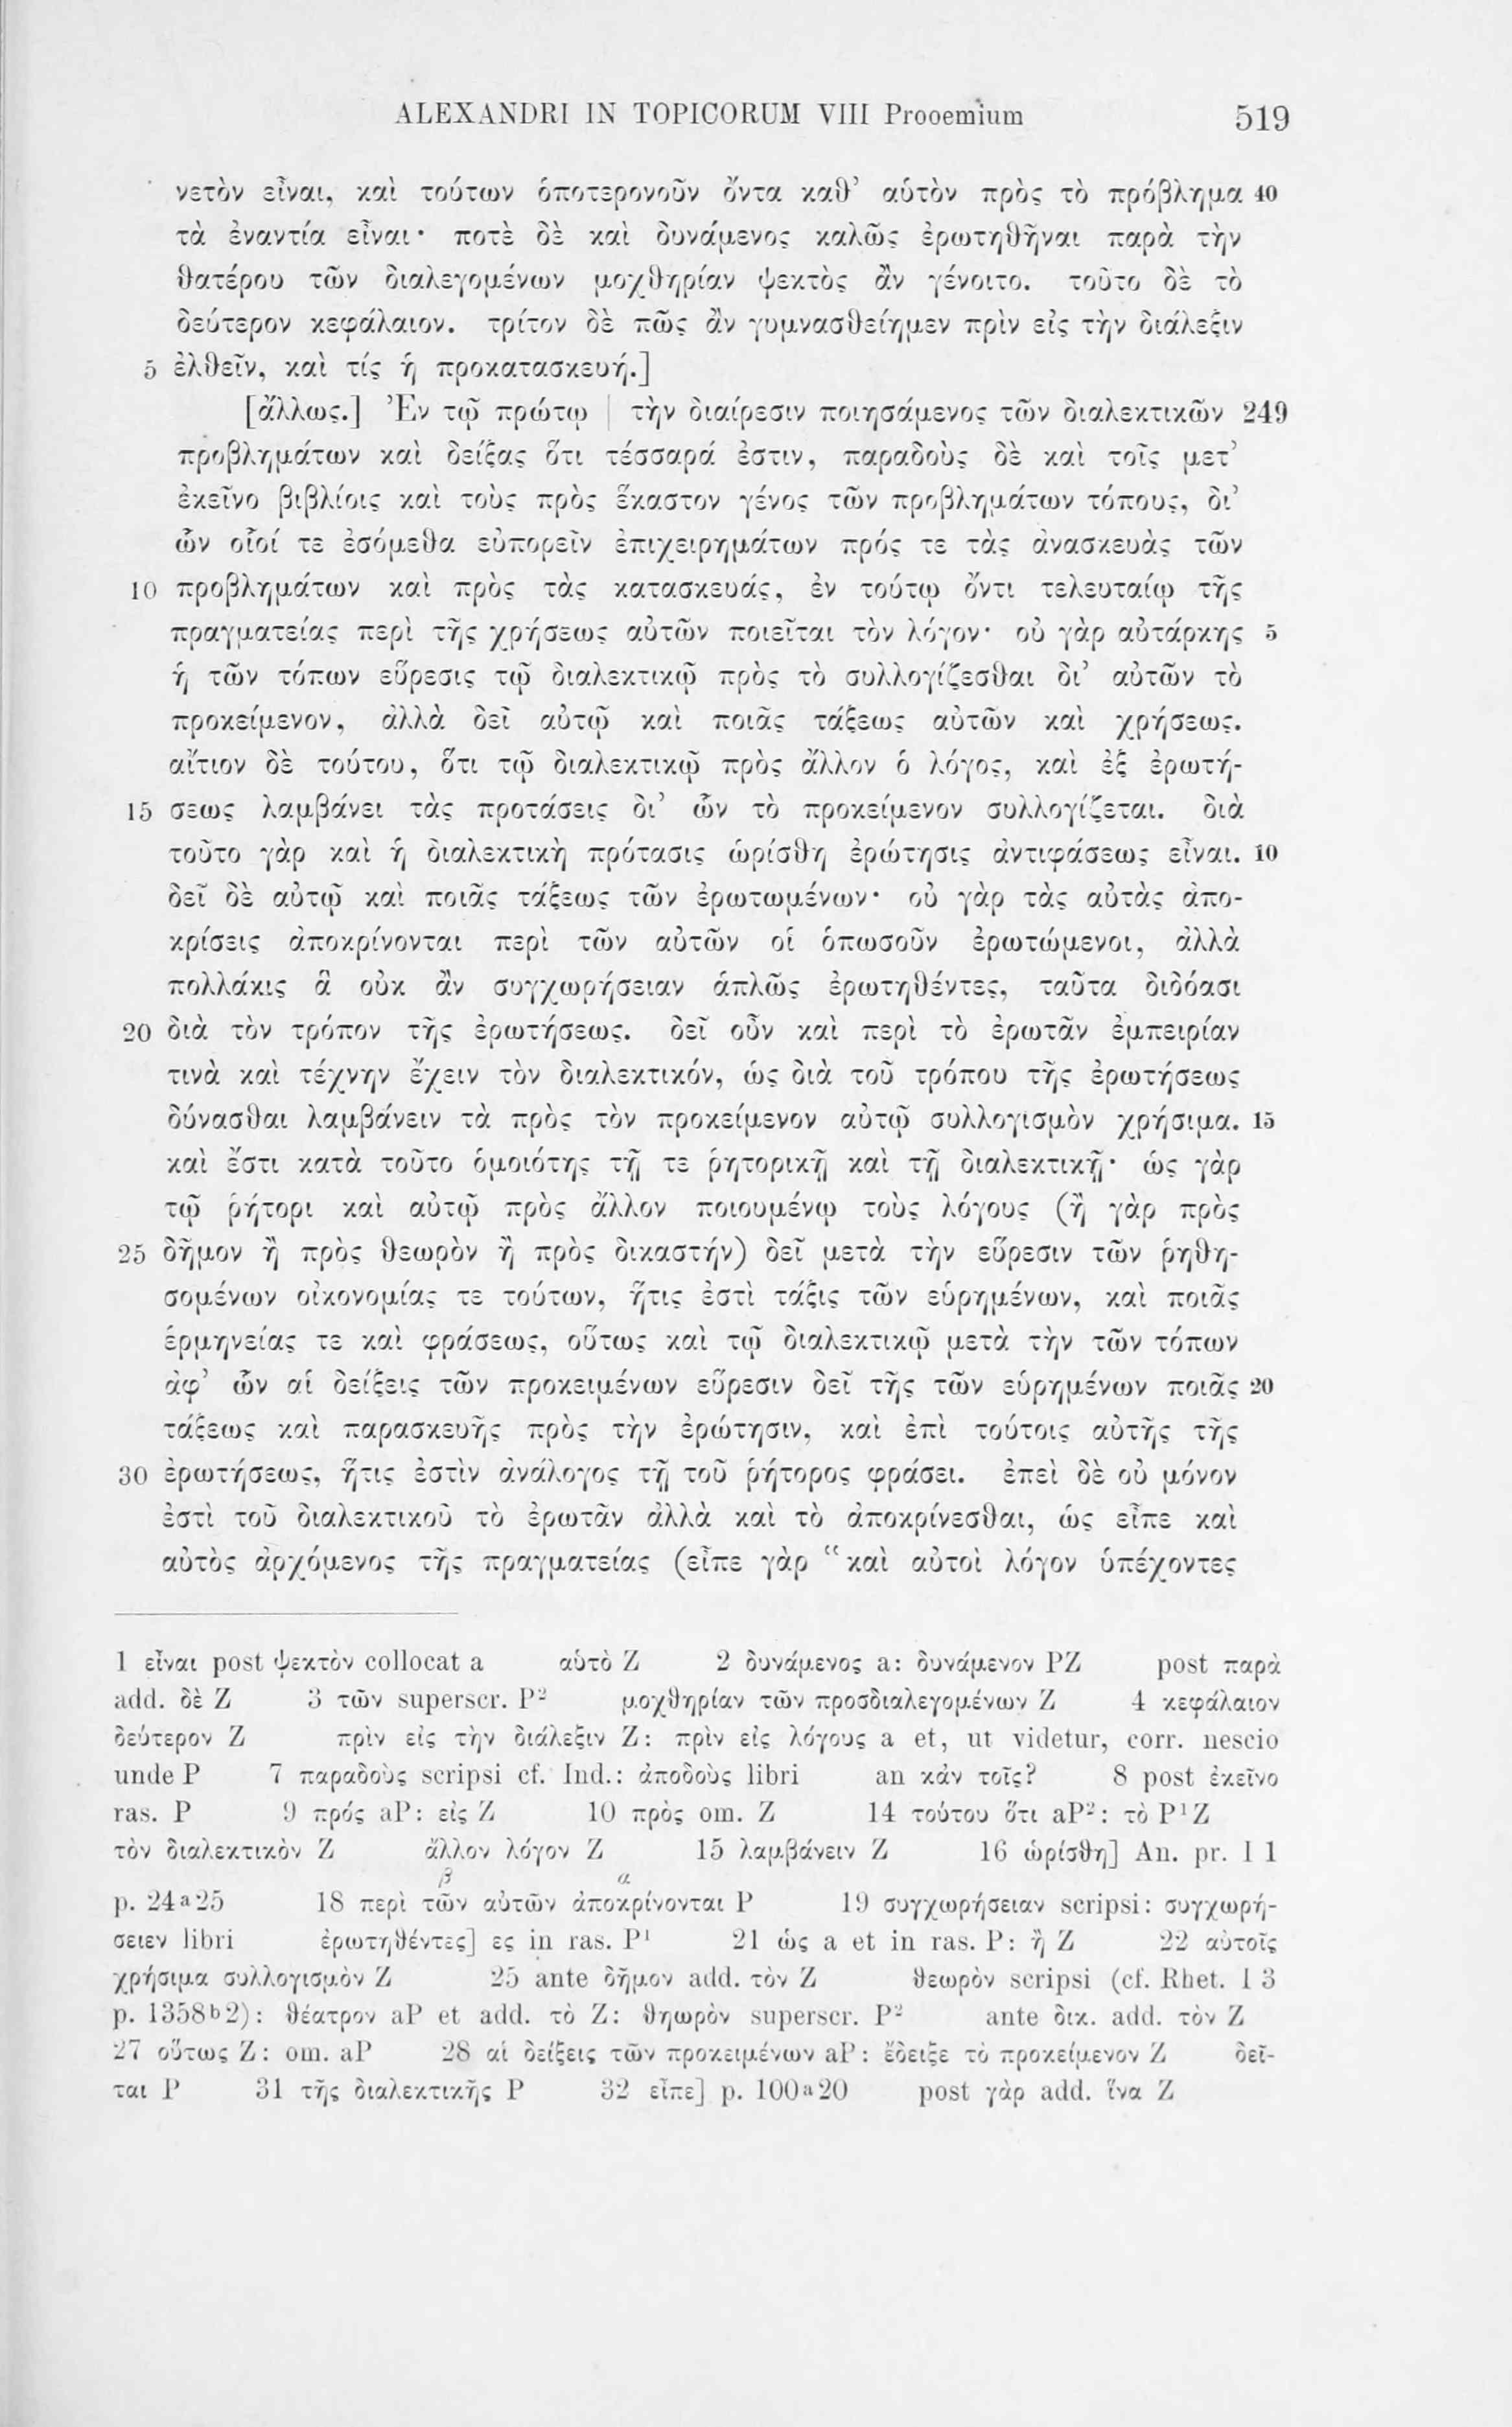 ALEXANDRI IN TOPICORUM VIII Prooemium 519
νετὸν εἶναι, καὶ τούτων ὁποτερονοῦν ὄντα καθ’ αὑτὸν πρὸς τὸ πρόβλημα 40
τὰ ἐναντία εἶναι· ποτὲ δὲ καὶ δυνάμενος καλῶς ἐρωτηθῆναι παρὰ τὴν
θατέρου τῶν διαλεγομένων μοχθηρίαν ψεκτὸς ἂν γένοιτο. τοῦτο δὲ τὸ
δεύτερον κεφάλαιον. τρίτον δὲ πῶς ἂν γυμνασθείημεν πρὶν εἰς τὴν διάλεξιν
5 ἐλθεῖν, καὶ τίς ἡ προκατασκευή.]
[ἄλλως.] Ἐν τῷ πρώτῳ | τὴν διαίρεσιν ποιησάμενος τῶν διαλεκτικῶν 249
προβλημάτων καὶ δείξας ὅτι τέσσαρά ἐστιν, παραδοὺς δὲ καὶ τοῖς μετ’
ἐκεῖνο βιβλίοις καὶ τοὺς πρὸς ἕκαστον γένος τῶν προβλημάτων τόπους, δι’
ὧν οἷοί τε ἐσόμεθα εὐπορεῖν ἐπιχειρημάτων πρός τε τὰς ἀνασκευὰς τῶν
10 προβλημάτων καὶ πρὸς τὰς κατασκευάς, ἐν τούτῳ ὄντι τελευταίῳ τῆς
πραγματείας περὶ τῆς χρήσεως αὐτῶν ποιεῖται τὸν λόγον· οὐ γὰρ αὐτάρκης 5
ἡ τῶν τόπων εὕρεσις τῷ διαλεκτικῷ πρὸς τὸ συλλογίζεσθαι δι’ αὐτῶν τὸ
προκείμενον, ἀλλὰ δεῖ αὐτῷ καὶ ποιᾶς τάξεως αὐτῶν καὶ χρήσεως.
αἴτιον δὲ τούτου, ὅτι τῷ διαλεκτικῷ πρὸς ἄλλον ὁ λόγος, καὶ ἐξ ἐρωτή-
15 σεως λαμβάνει τὰς προτάσεις δι’ ὧν τὸ προκείμενον συλλογίζεται. διὰ
τοῦτο γὰρ καὶ ἡ διαλεκτικὴ πρότασις ὡρίσθη ἐρώτησις ἀντιφάσεως εἶναι. 10
δεῖ δὲ αὐτῷ καὶ ποιᾶς τάξεως τῶν ἐρωτωμένων· οὐ γὰρ τὰς αὐτὰς ἀπο-
κρίσεις ἀποκρίνονται περὶ τῶν αὐτῶν οἱ ὁπωσοῦν ἐρωτώμενοι, ἀλλὰ
πολλάκις ἃ οὐκ ἂν συγχωρήσειαν ἁπλῶς ἐρωτηθέντες, ταῦτα διδόασι
20 διὰ τὸν τρόπον τῆς ἐρωτήσεως. δεῖ οὖν καὶ περὶ τὸ ἐρωτᾶν ἐμπειρίαν
τινὰ καὶ τέχνην ἔχειν τὸν διαλεκτικόν, ὡς διὰ τοῦ τρόπου τῆς ἐρωτήσεως
δύνασθαι λαμβάνειν τὰ πρὸς τὸν προκείμενον αὐτῷ συλλογισμὸν χρήσιμα. 15
καὶ ἔστι κατὰ τοῦτο ὁμοιότης τῇ τε ῥητορικῇ καὶ τῇ διαλεκτικῇ· ὡς γὰρ
τῷ ῥήτορι καὶ αὐτῷ πρὸς ἄλλον ποιουμένῳ τοὺς λόγους (ἢ γὰρ πρὸς
25 δῆμον ἢ πρὸς θεωρὸν ἢ πρὸς δικαστήν) δεῖ μετὰ τὴν εὕρεσιν τῶν ῥηθη-
σομένων οἰκονομίας τε τούτων, ἥτις ἐστὶ τάξις τῶν εὑρημένων, καὶ ποιᾶς
ἑρμηνείας τε καὶ φράσεως, οὕτως καὶ τῷ διαλεκτικῷ μετὰ τὴν τῶν τόπων
ἀφ’ ὧν αἱ δείξεις τῶν προκειμένων εὕρεσιν δεῖ τῆς τῶν εὑρημένων ποιᾶς 20
τάξεως καὶ παρασκευῆς πρὸς τὴν ἐρώτησιν, καὶ ἐπὶ τούτοις αὐτῆς τῆς
30 ἐρωτήσεως, ἥτις ἐστὶν ἀνάλογος τῇ τοῦ ῥήτορος φράσει. ἐπεὶ δὲ οὐ μόνον
ἐστὶ τοῦ διαλεκτικοῦ τὸ ἐρωτᾶν ἀλλὰ καὶ τὸ ἀποκρίνεσθαι, ὡς εἶπε καὶ
αὐτὸς ἀρχόμενος τῆς πραγματείας (εἶπε γὰρ “καὶ αὐτοὶ λόγον ὑπέχοντες
1 εἶναι post ψεκτὸν collocat a αὑτὸ Z 2 δυνάμενος a: δυνάμενον PZ post παρὰ
add. δὲ Z 3 τῶν superscr. P² μοχθηρίαν τῶν προσδιαλεγομένων Z 4 κεφάλαιον
δεύτερον Z πρὶν εἰς τὴν διάλεξιν Z: πρὶν εἰς λόγους a et, ut videtur, corr. nescio
unde P 7 παραδοὺς scripsi cf. Ind.: ἀποδοὺς libri an κἀν τοῖς? 8 post ἐκεῖνο
ras. P 9 πρός aP: εἰς Z 10 πρὸς om. Z 14 τούτου ὅτι aP²: τὸ P¹Z
τὸν διαλεκτικὸν Z ἄλλον λόγον Z 15 λαμβάνειν Z 16 ὡρίσθη] An. pr. I 1
β α
p. 24ᵃ25 18 περὶ τῶν αὐτῶν ἀποκρίνονται P 19 συγχωρήσειαν scripsi: συγχωρή-
σειεν libri ἐρωτηθέντες] ες in ras. P¹ 21 ὡς a et in ras. P: ἢ Z 22 αὐτοῖς
χρήσιμα συλλογισμὸν Z 25 ante δῆμον add. τὸν Z θεωρὸν scripsi (cf. Rhet. I 3
p. 1358ᵇ2): θέατρον aP et add. τὸ Z: θηωρὸν superscr. P² ante δικ. add. τὸν Z
27 οὕτως Z: om. aP 28 αἱ δείξεις τῶν προκειμένων aP: ἔδειξε τὸ προκείμενον Z δεῖ-
ται P 31 τῆς διαλεκτικῆς P 32 εἶπε] p. 100ᵃ20 post γὰρ add. ἵνα Z